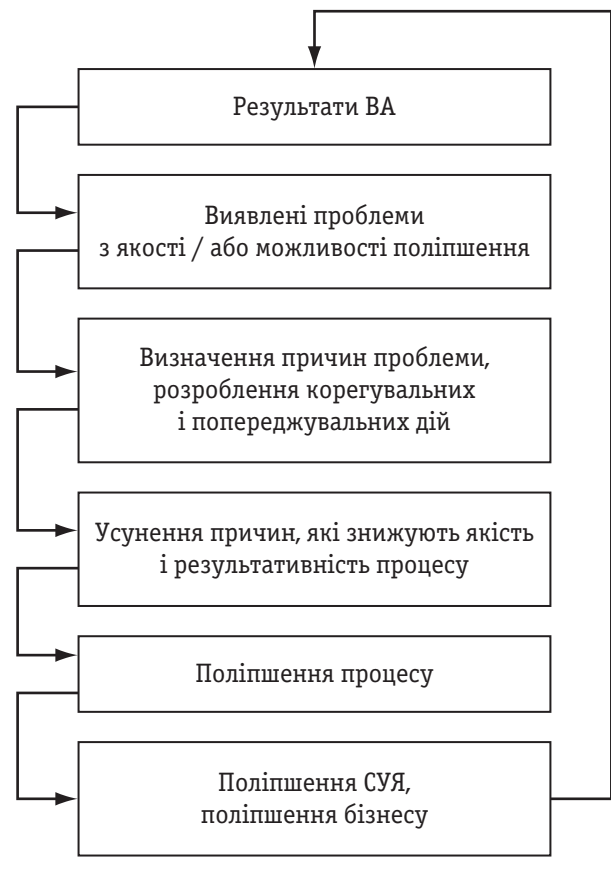 Результати ВА
Виявлені проблеми
з якості / або можливості поліпшення
Визначення причин проблеми,
розроблення корегувальних
і попереджувальних дій
Усунення причин, які знижують якість
і результативність процесу
Поліпшення процесу
Поліпшення СУЯ,
поліпшення бізнесу